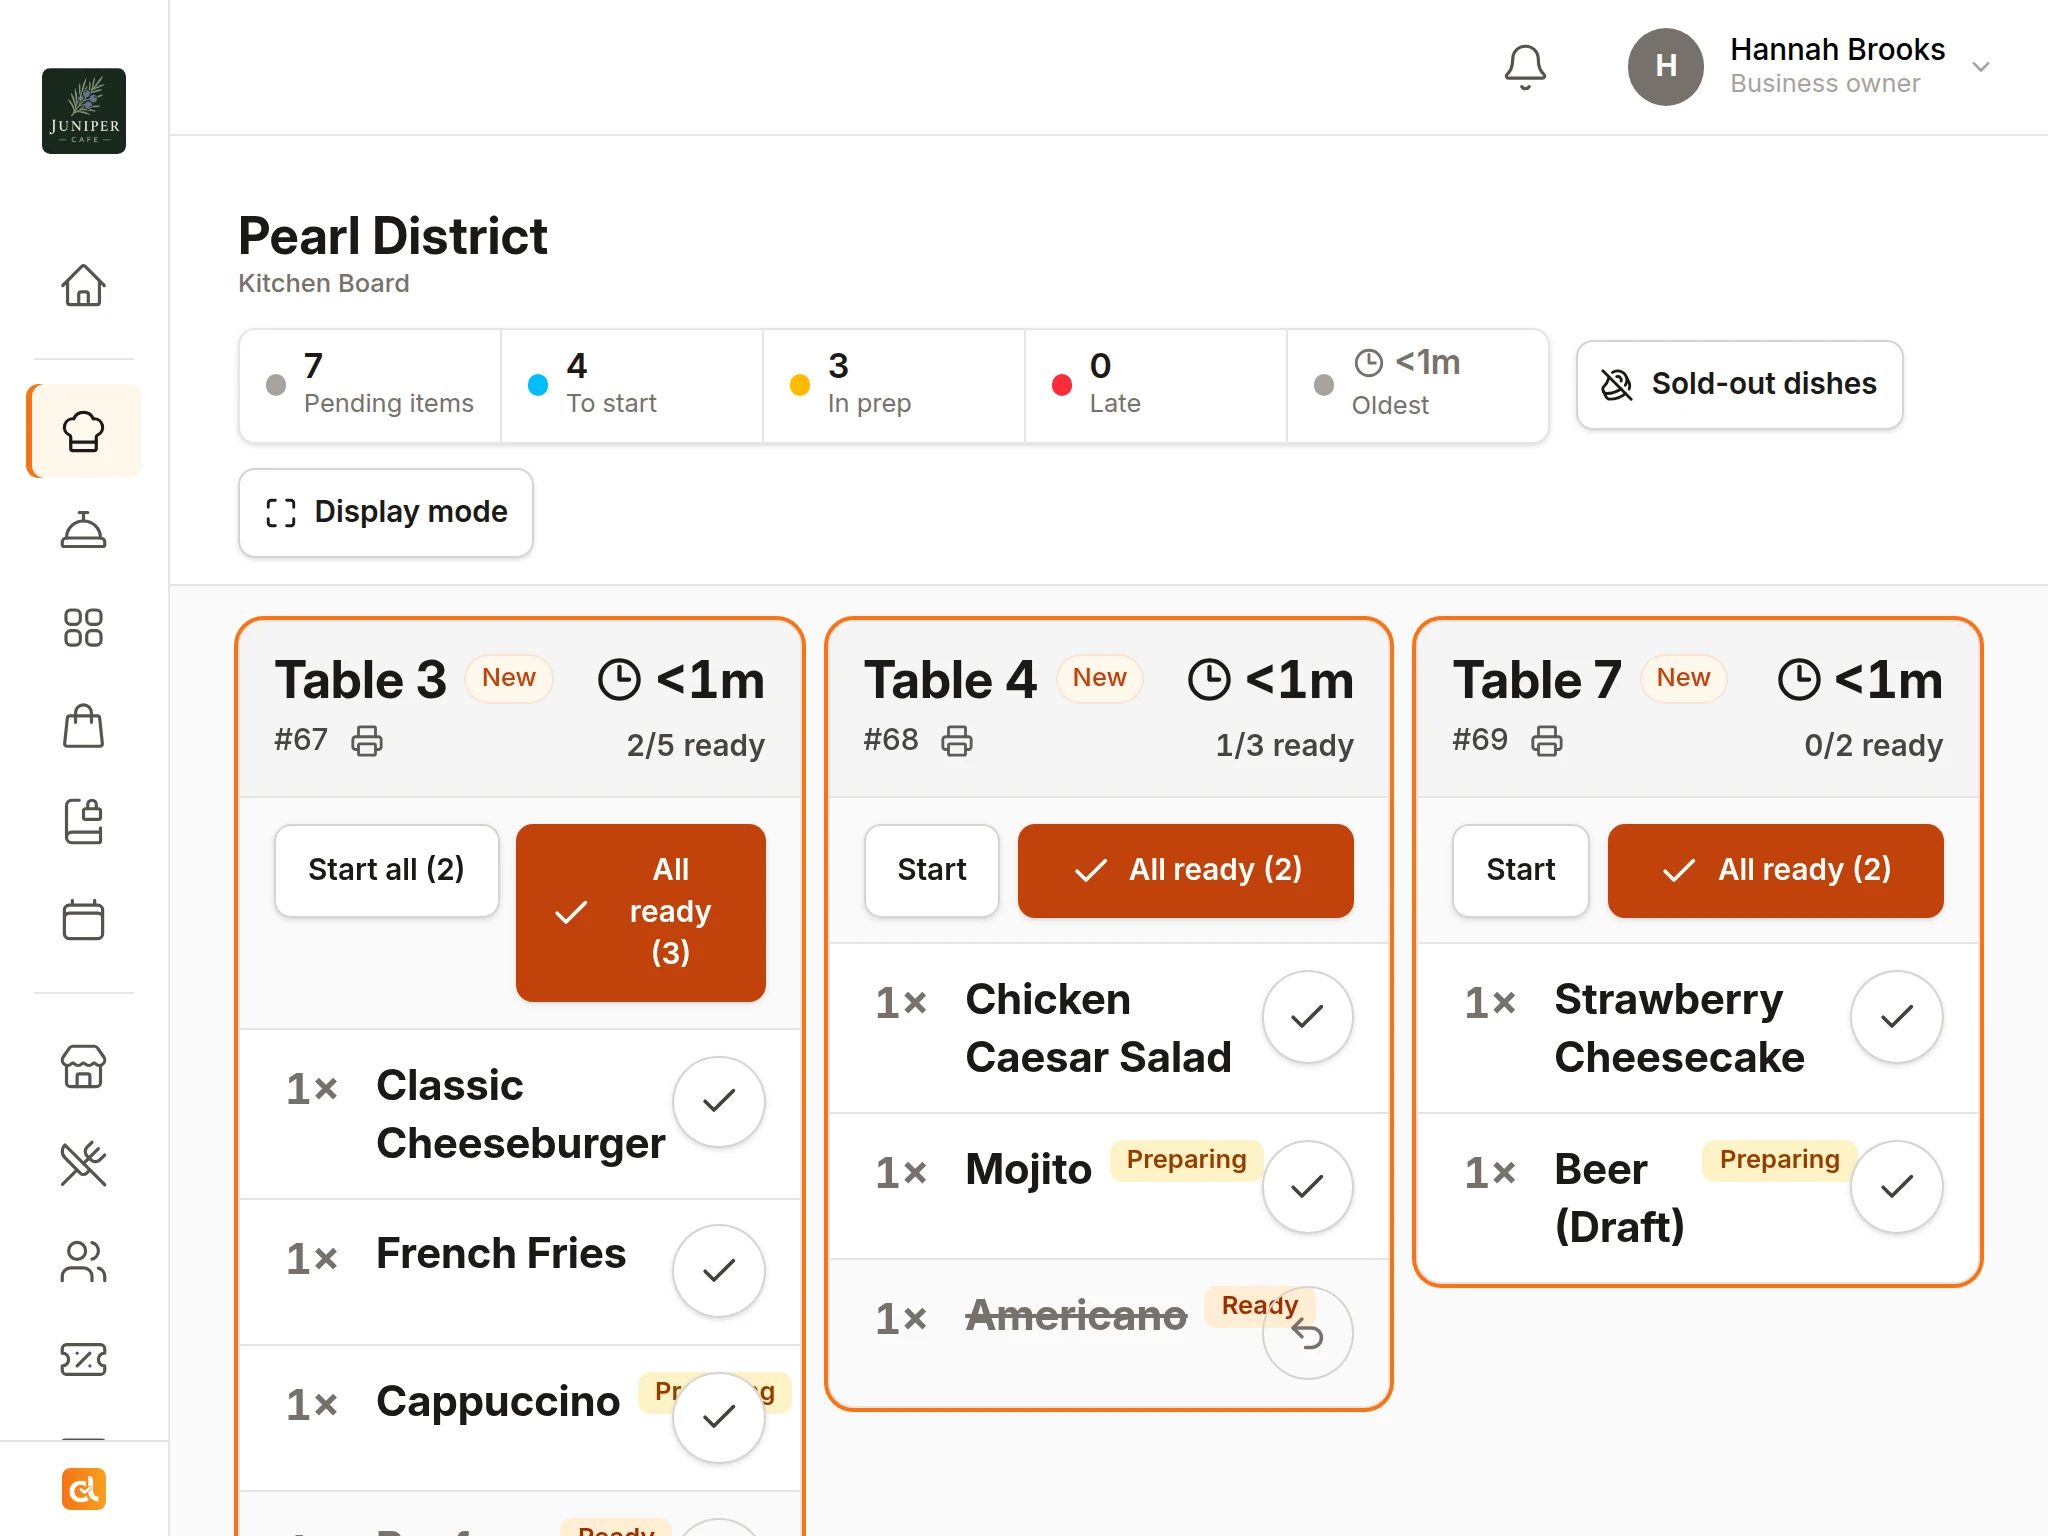 JUNIPER
CAFE
H
Hannah Brooks
Business owner
Pearl District
Kitchen Board
7
Pending items
4
To start
3
In prep
0
Late
<1m
Oldest
Sold-out dishes
Display mode
Table 3
New
<1m
#67
2/5 ready
Start all (2)
All
ready
(3)
1×
Classic
Cheeseburger
1×
French Fries
1×
Cappuccino
Ready
Table 4
New
<1m
#68
1/3 ready
Start
All ready (2)
1×
Chicken
Caesar Salad
1×
Mojito
Preparing
1×
Americano
Ready
Table 7
New
<1m
#69
0/2 ready
Start
All ready (2)
1×
Strawberry
Cheesecake
1×
Beer
(Draft)
Preparing